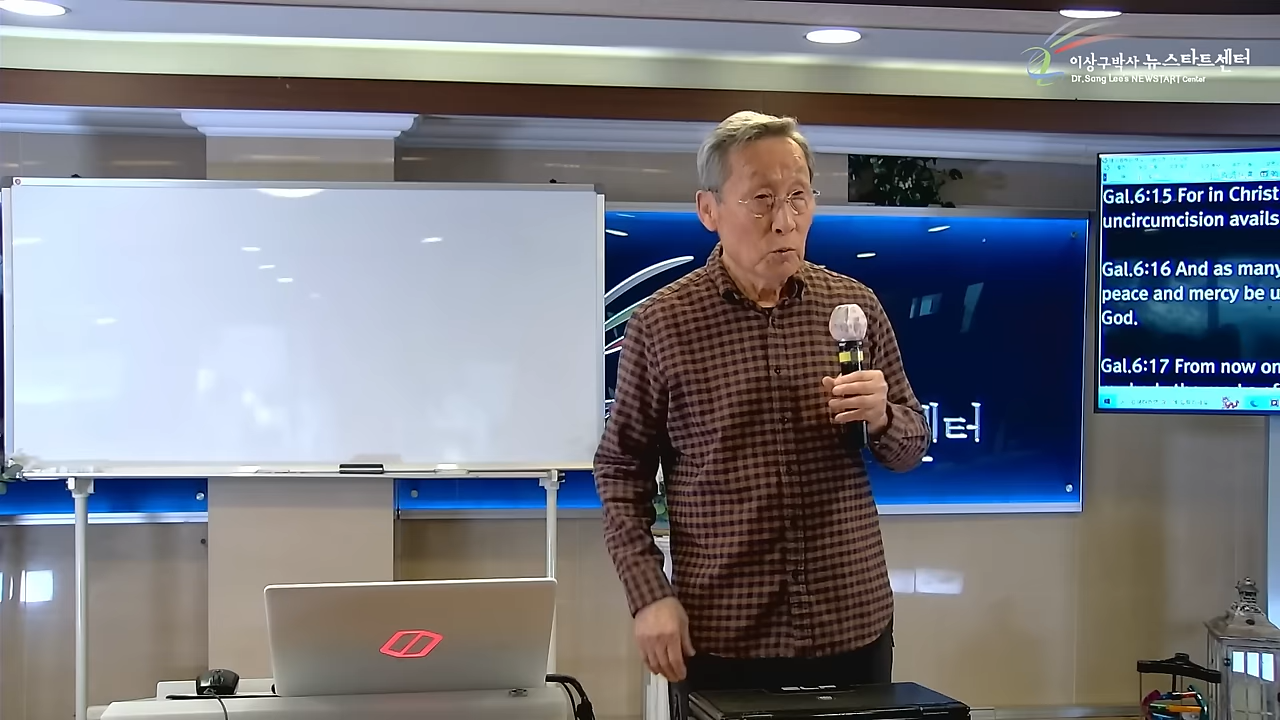 이상구박사 뉴스타트센터
Dr.Sang Lee's NEWSTART Center
Gal.6:15 For in Christ
uncircumcision avails
Gal.6:16 And as many
peace and mercy be u
God.
Gal.6:17 From now on
터